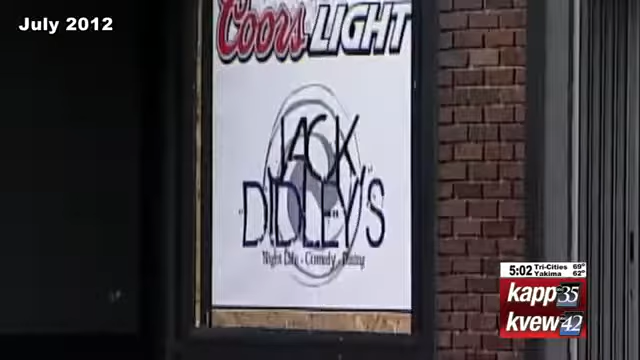 July 2012
Coors LIGHT
JACK
"DIDLEY'S"
Night Life - Comedy - Dining
5:02 Tri-Cities 69°
Yakima 62°
kapp 35
kvew 42